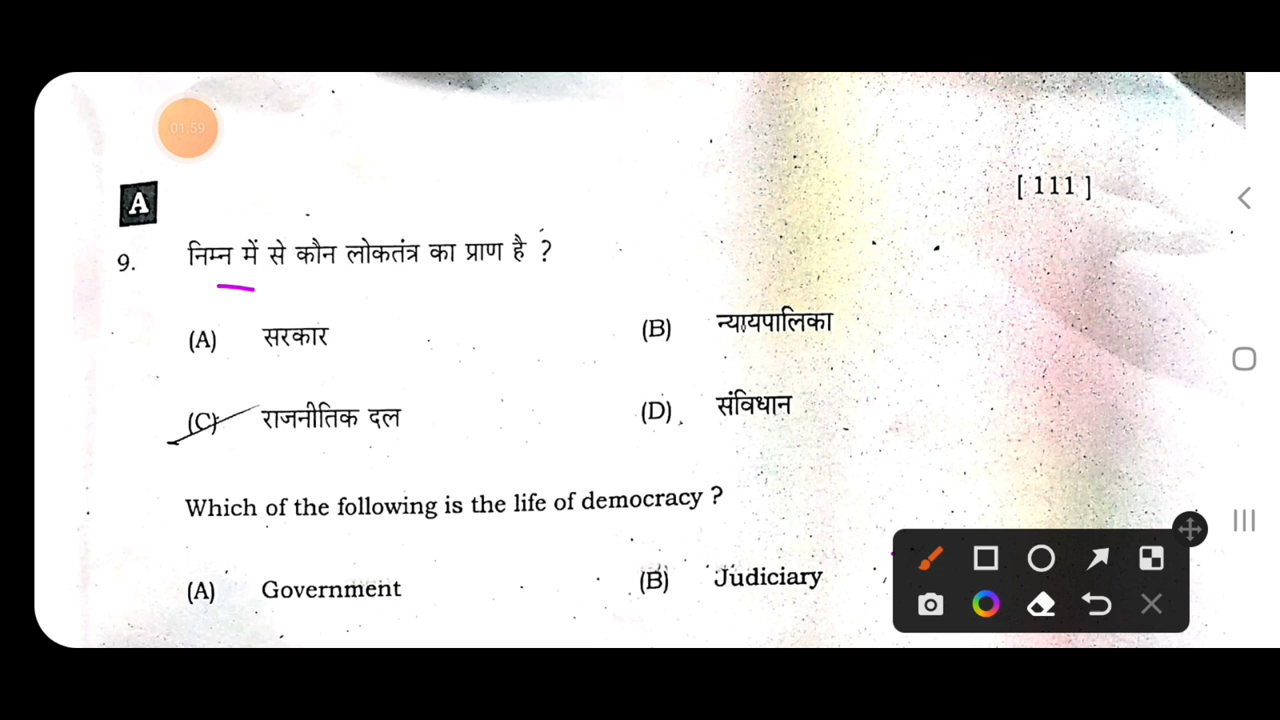 01:59
A
[ 111 ]
9. निम्न में से कौन लोकतंत्र का प्राण है ?
(A) सरकार (B) न्यायपालिका
(C) राजनीतिक दल (D) संविधान
Which of the following is the life of democracy ?
(A) Government (B) Judiciary